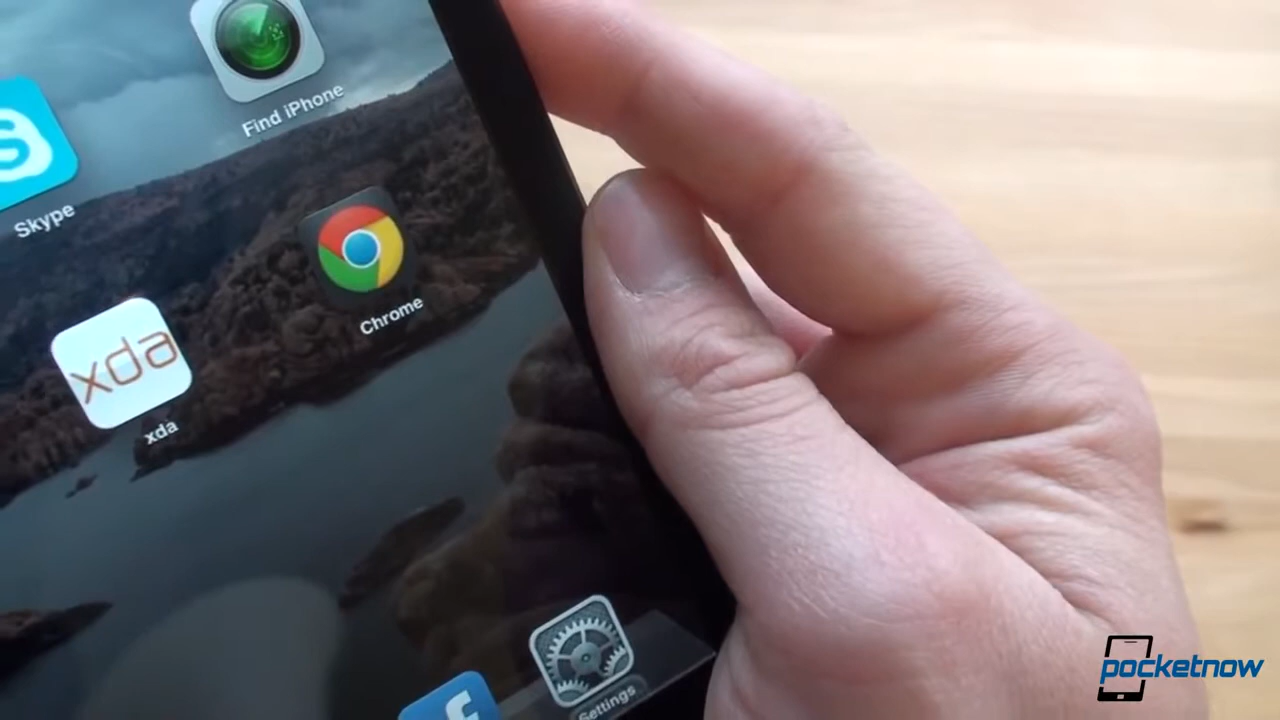 Find iPhone
S
Skype
Chrome
xda
xda
f
Settings
pocketnow